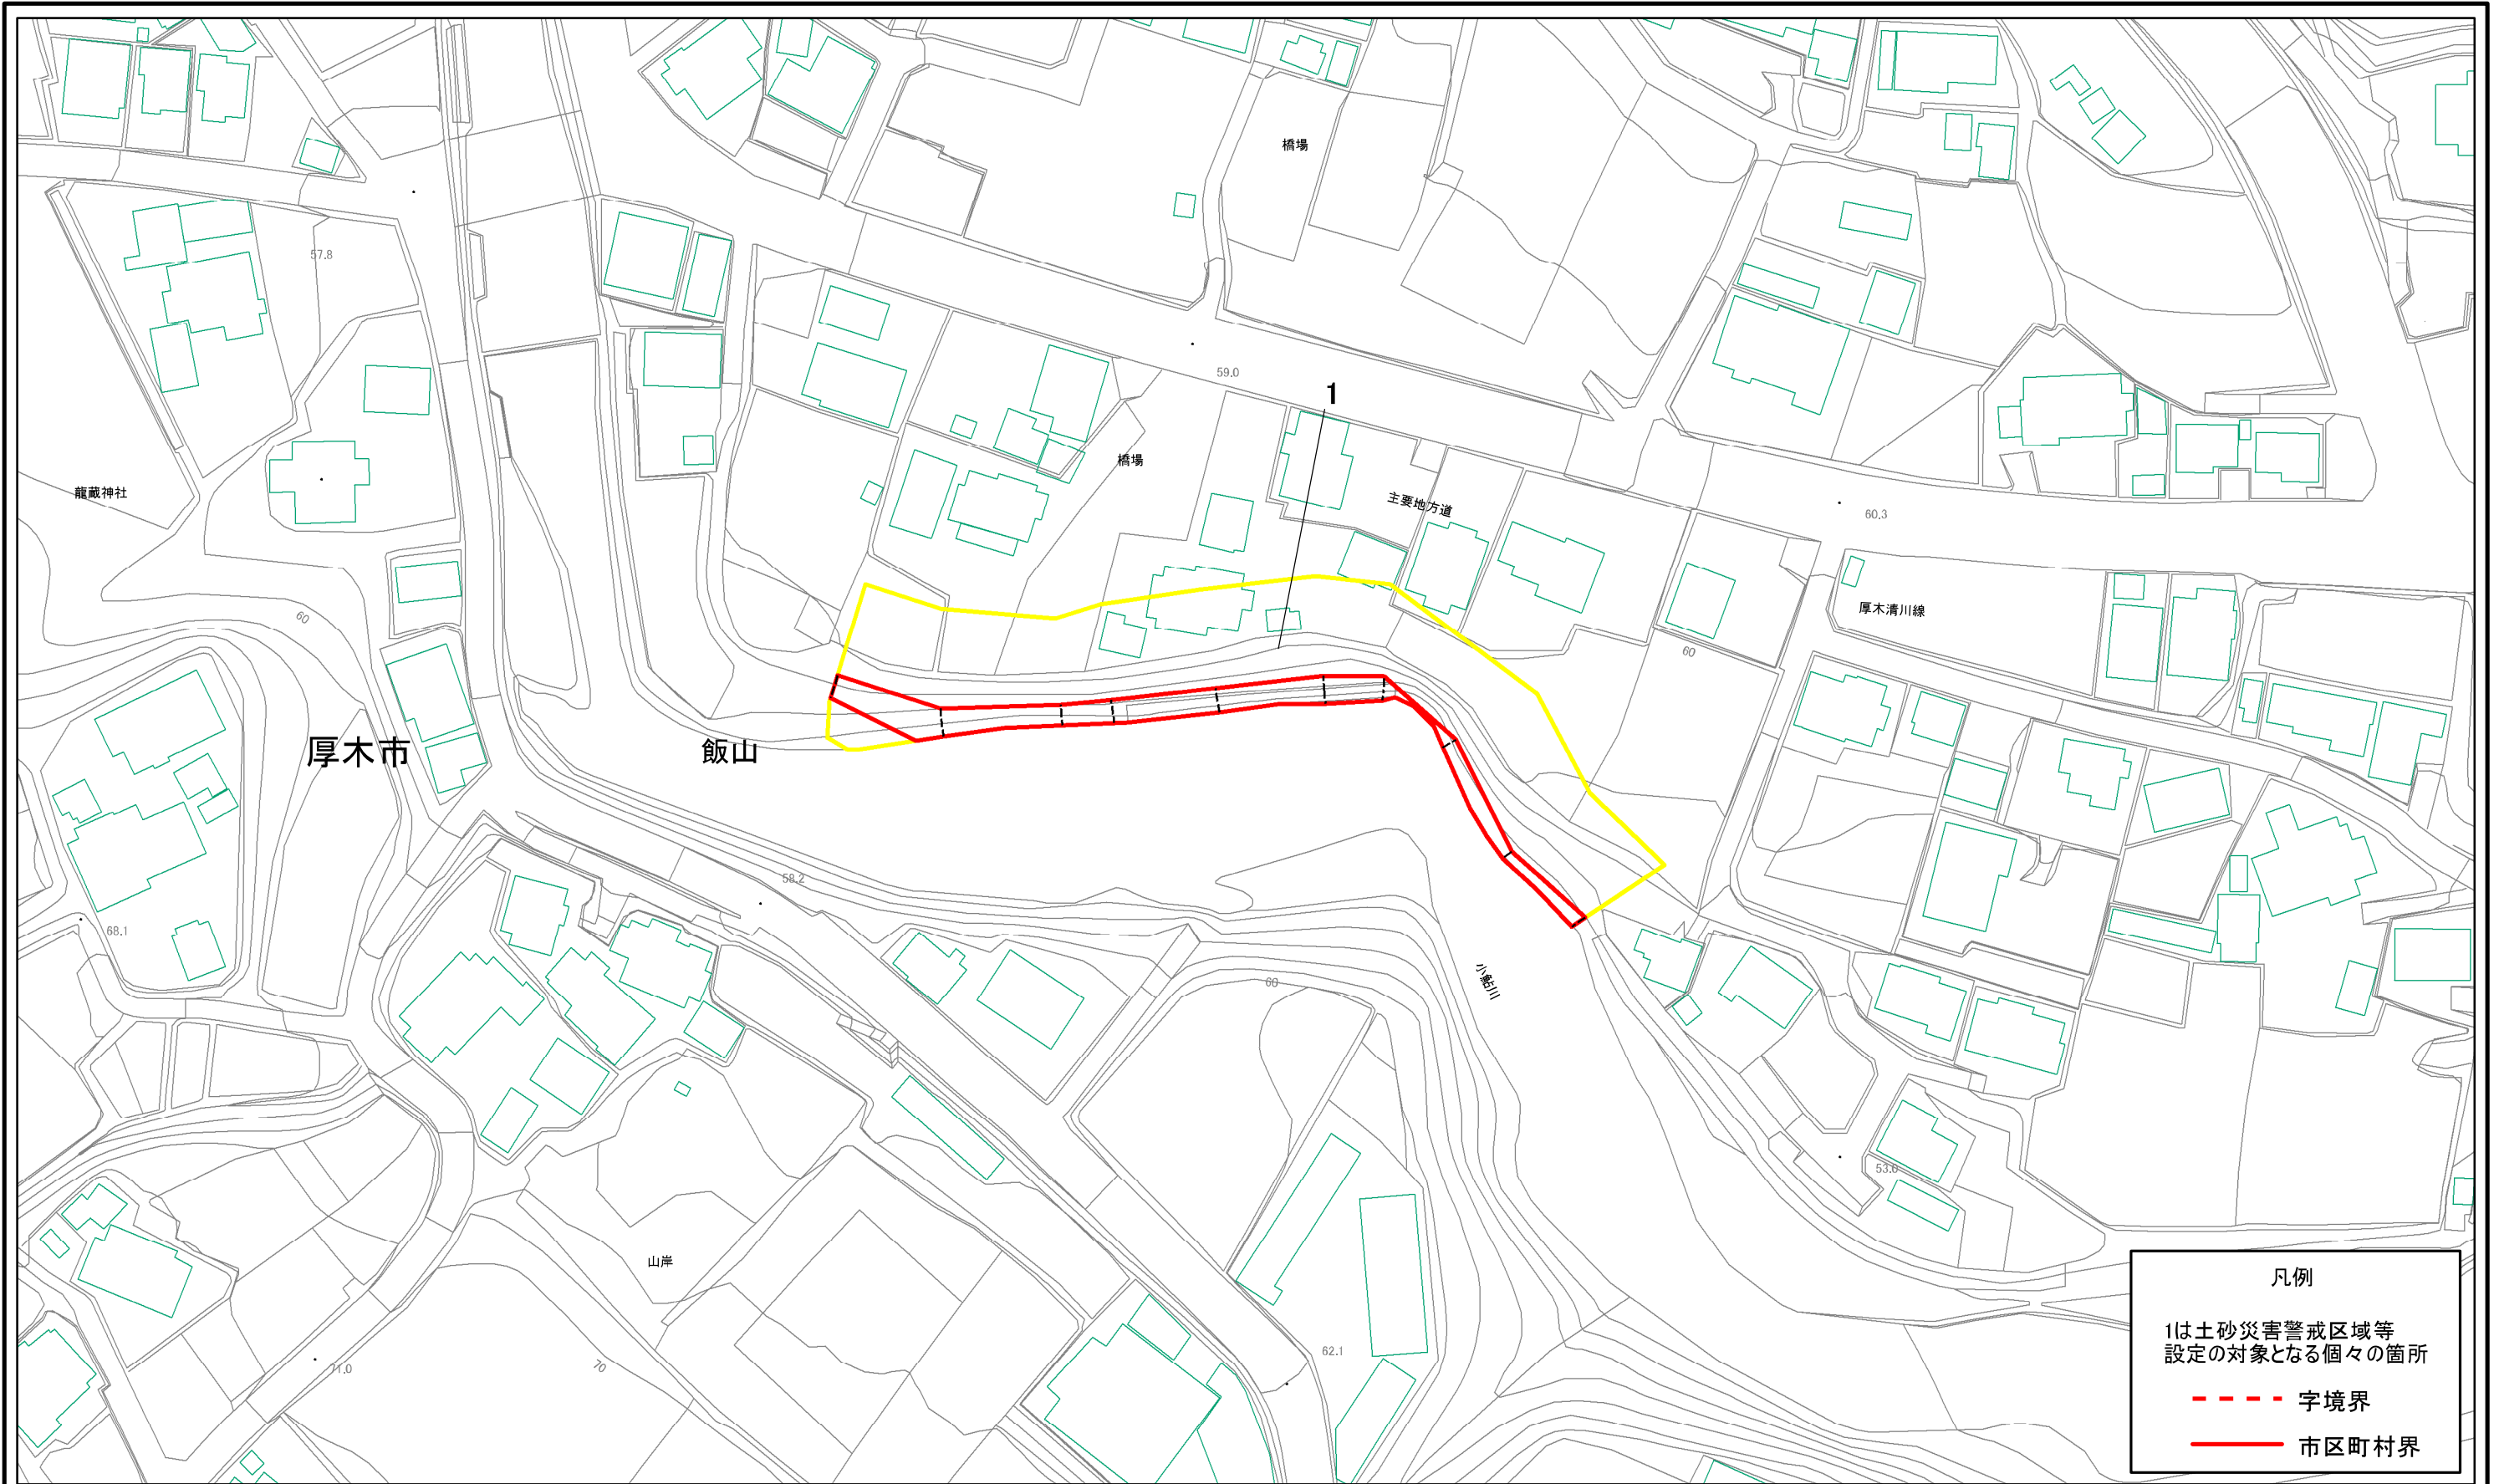 橋場
57.8
59.0
1
橋場
龍蔵神社
主要地方道
60.3
60
厚木清川線
60
厚木市
飯山
58.2
68.1
小鮎川
60
53.0
山岸
62.1
71.0
70
凡例
1は土砂災害警戒区域等
設定の対象となる個々の箇所
字境界
市区町村界